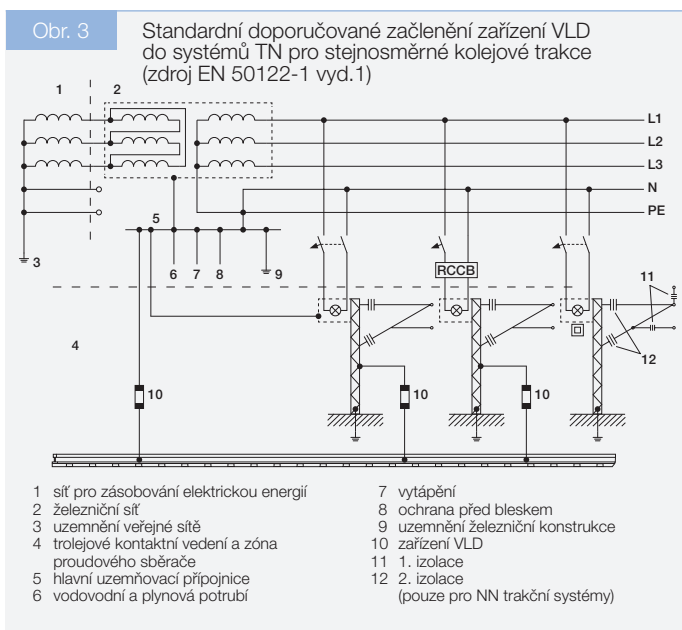 Obr. 3
Standardní doporučované začlenění zařízení VLD
do systémů TN pro stejnosměrné kolejové trakce
(zdroj EN 50122-1 vyd.1)
1 2
L1
L2
L3
N
PE
5
3
6 7 8 9
RCCB
11
4
12
10 10 10
1 síť pro zásobování elektrickou energií
2 železniční síť
3 uzemnění veřejné sítě
4 trolejové kontaktní vedení a zóna
proudového sběrače
5 hlavní uzemňovací přípojnice
6 vodovodní a plynová potrubí
7 vytápění
8 ochrana před bleskem
9 uzemnění železniční konstrukce
10 zařízení VLD
11 1. izolace
12 2. izolace
(pouze pro NN trakční systémy)